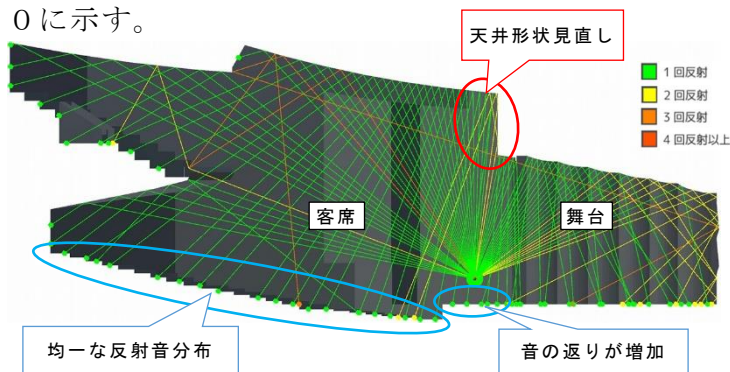 ０に示す。
天井形状見直し
１回反射
２回反射
３回反射
４回反射以上
客席
舞台
均一な反射音分布
音の返りが増加